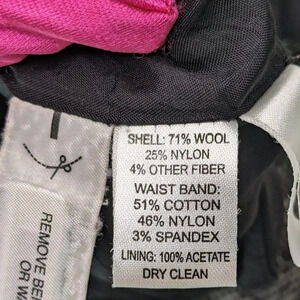 SHELL: 71% WOOL
25% NYLON
4% OTHER FIBER
WAIST BAND:
51% COTTON
46% NYLON
3% SPANDEX
LINING: 100% ACETATE
DRY CLEAN
REMOVE BE
OR W